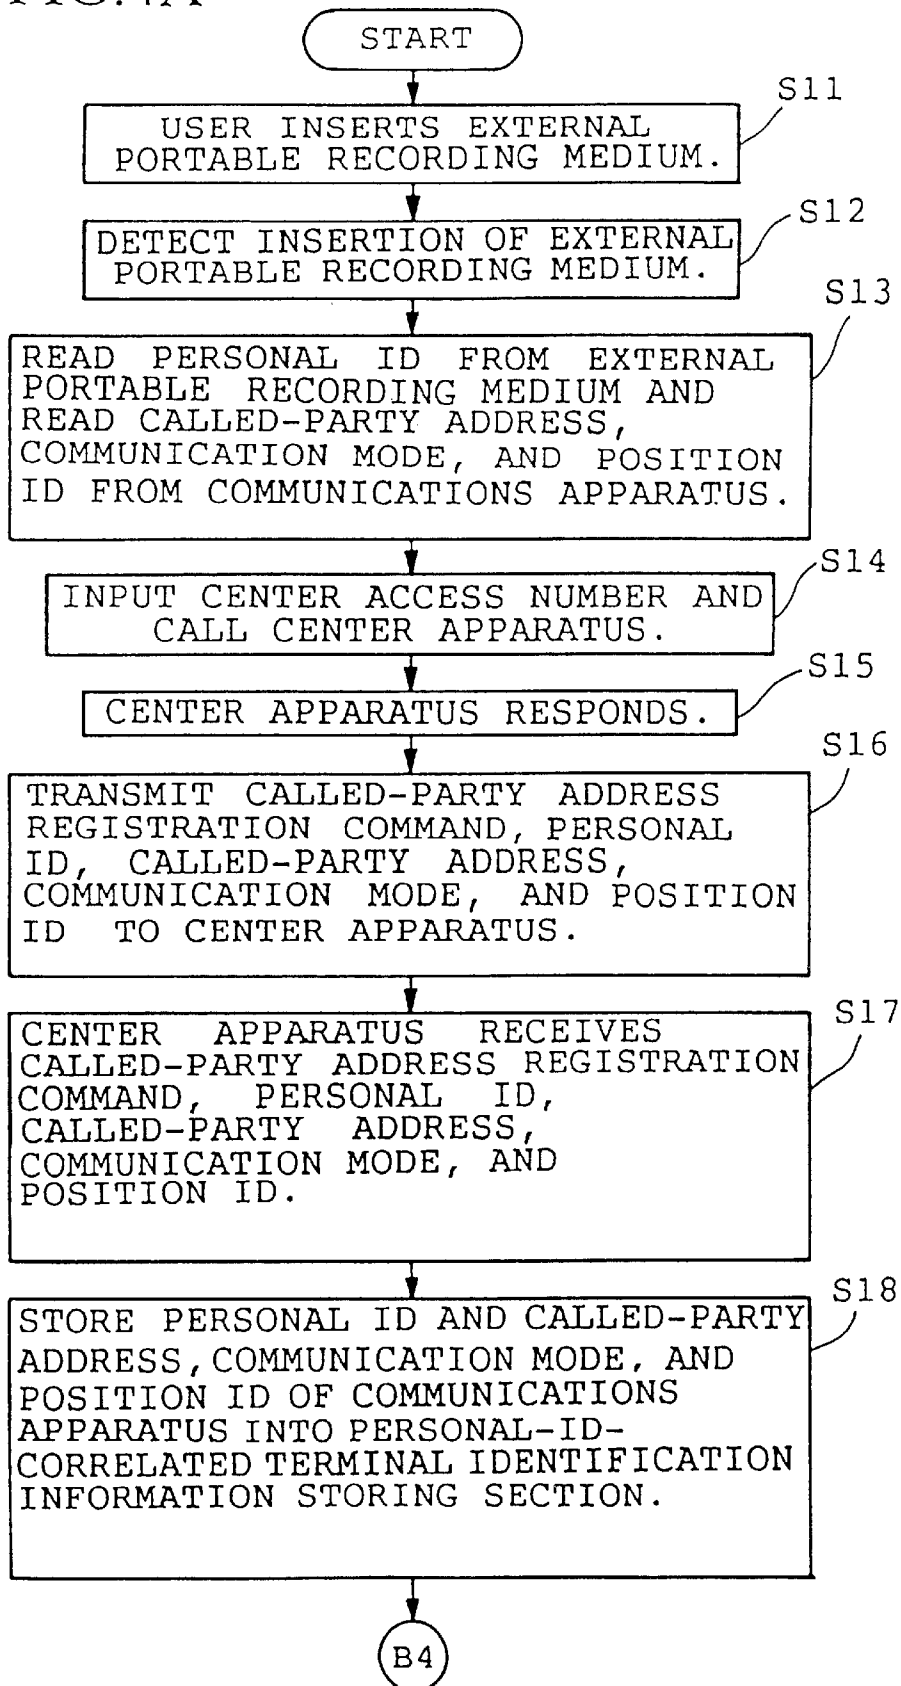 FIG. 4A
START
S11
USER INSERTS EXTERNAL
PORTABLE RECORDING MEDIUM.
S12
DETECT INSERTION OF EXTERNAL
PORTABLE RECORDING MEDIUM.
S13
READ PERSONAL ID FROM EXTERNAL
PORTABLE RECORDING MEDIUM AND
READ CALLED-PARTY ADDRESS,
COMMUNICATION MODE, AND POSITION
ID FROM COMMUNICATIONS APPARATUS.
S14
INPUT CENTER ACCESS NUMBER AND
CALL CENTER APPARATUS.
S15
CENTER APPARATUS RESPONDS.
S16
TRANSMIT CALLED-PARTY ADDRESS
REGISTRATION COMMAND, PERSONAL
ID, CALLED-PARTY ADDRESS,
COMMUNICATION MODE, AND POSITION
ID TO CENTER APPARATUS.
S17
CENTER APPARATUS RECEIVES
CALLED-PARTY ADDRESS REGISTRATION
COMMAND, PERSONAL ID,
CALLED-PARTY ADDRESS,
COMMUNICATION MODE, AND
POSITION ID.
S18
STORE PERSONAL ID AND CALLED-PARTY
ADDRESS, COMMUNICATION MODE, AND
POSITION ID OF COMMUNICATIONS
APPARATUS INTO PERSONAL-ID-
CORRELATED TERMINAL IDENTIFICATION
INFORMATION STORING SECTION.
B4